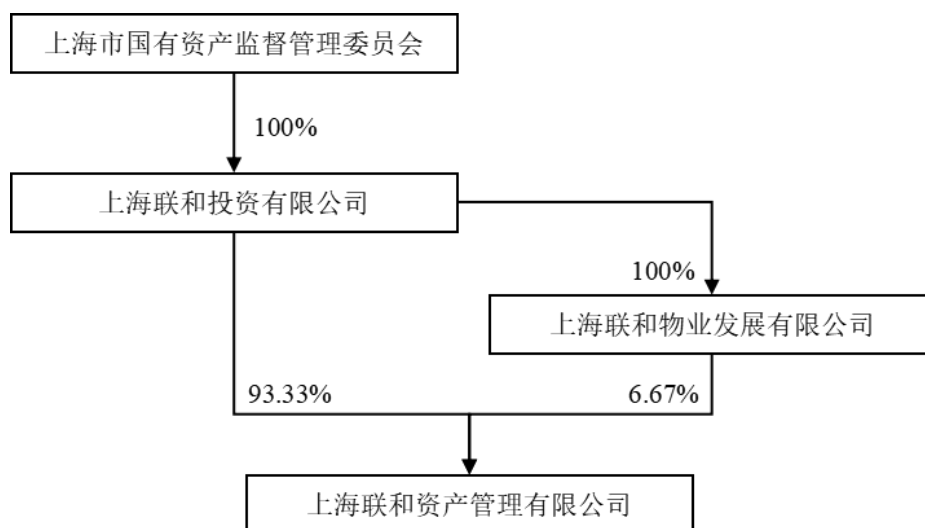 上海市国有资产监督管理委员会
100%
上海联和投资有限公司
100%
上海联和物业发展有限公司
93.33%
6.67%
上海联和资产管理有限公司